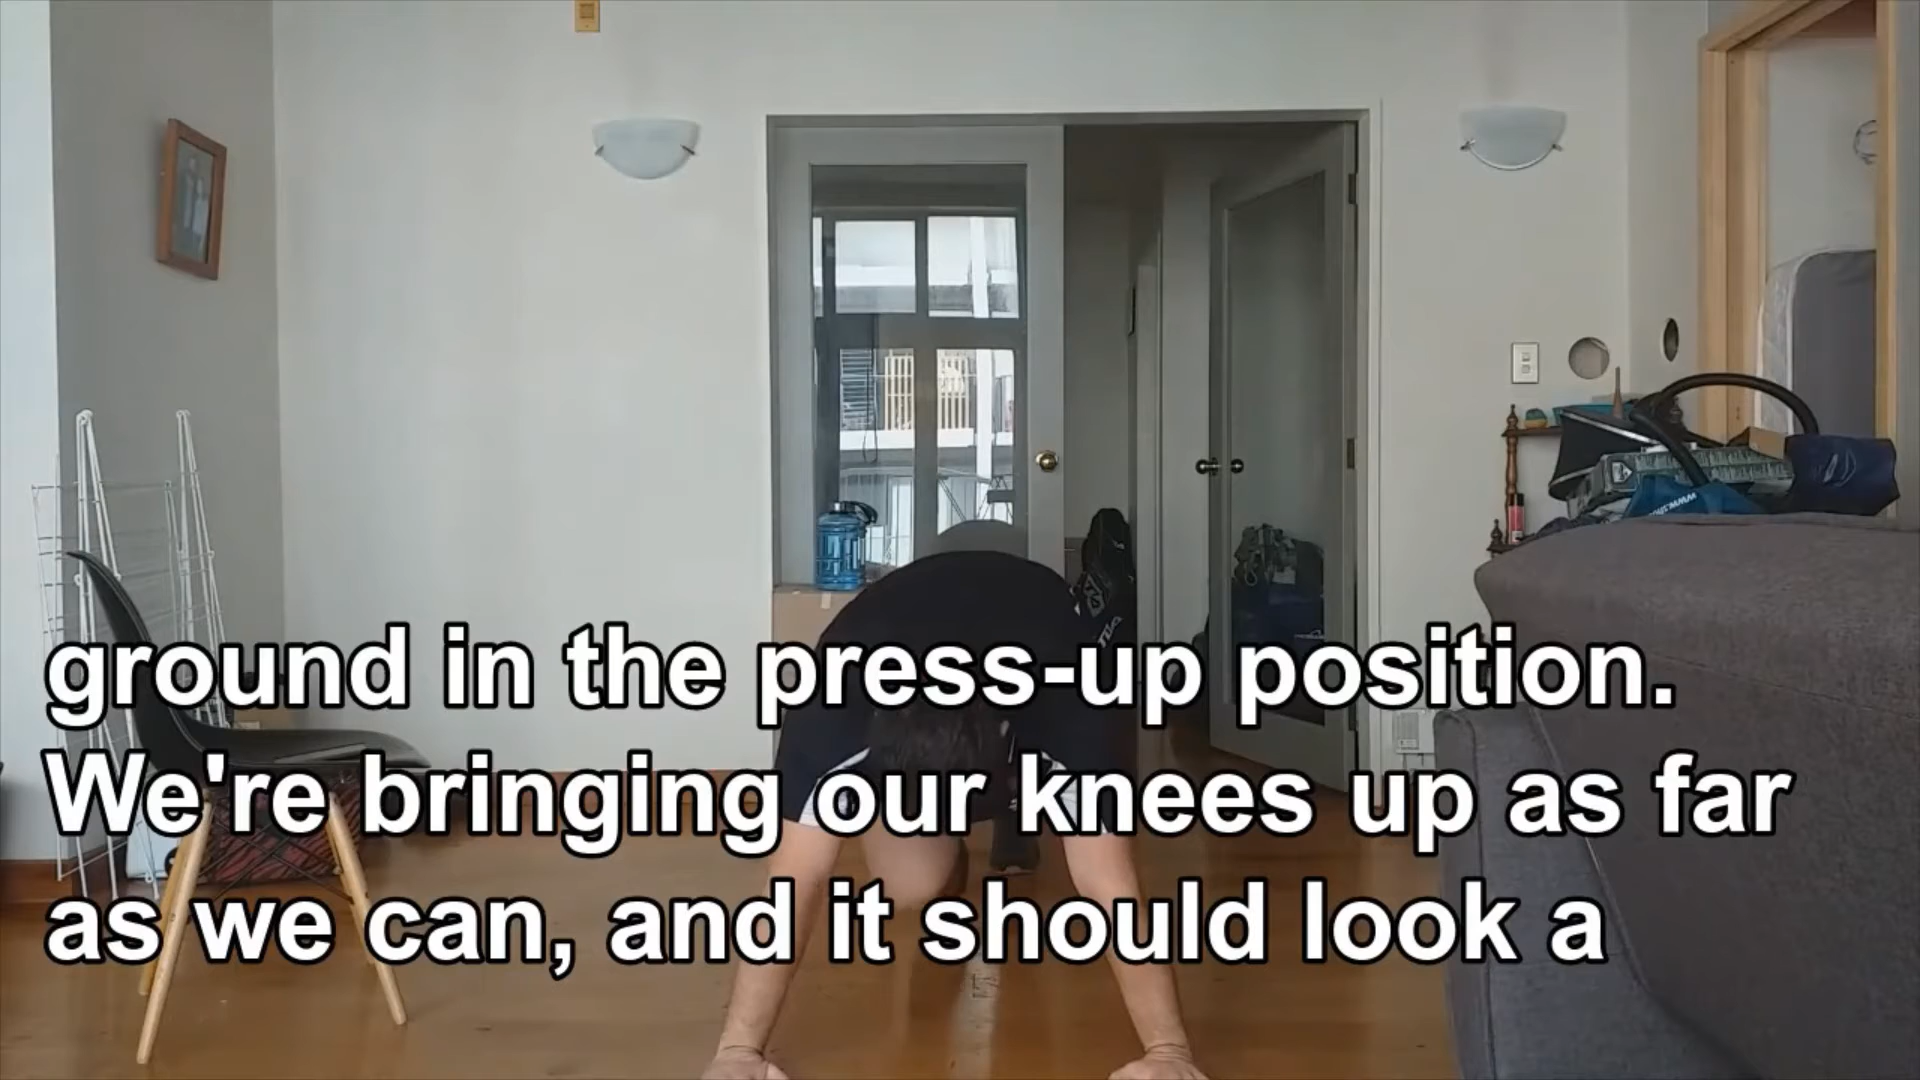 ground in the press-up position.
We're bringing our knees up as far
as we can, and it should look a